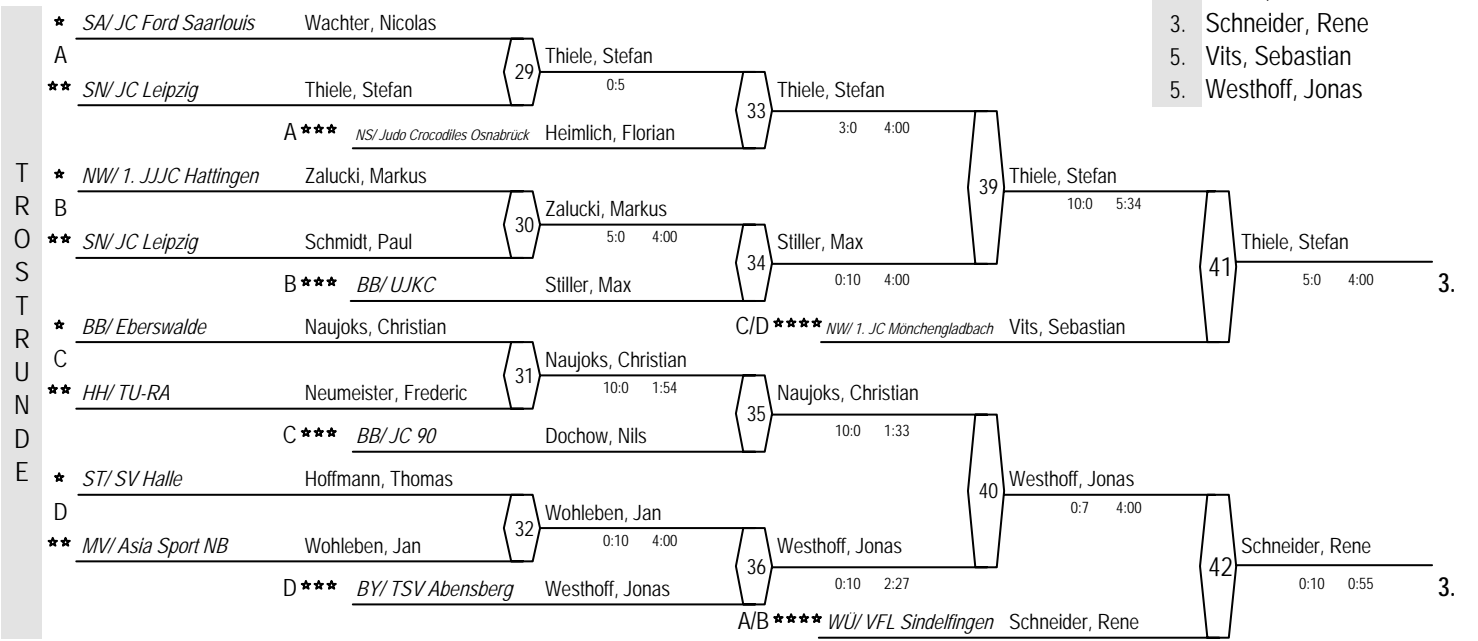 3. Schneider, Rene
5. Vits, Sebastian
5. Westhoff, Jonas
TROSTRUNDE
* SA/ JC Ford Saarlouis Wachter, Nicolas
A
** SN/ JC Leipzig Thiele, Stefan
29
Thiele, Stefan
0:5
A *** NS/ Judo Crocodiles Osnabrück Heimlich, Florian
33
Thiele, Stefan
3:0 4:00
* NW/ 1. JJJC Hattingen Zalucki, Markus
B
** SN/ JC Leipzig Schmidt, Paul
30
Zalucki, Markus
5:0 4:00
B *** BB/ UJKC Stiller, Max
34
Stiller, Max
0:10 4:00
39
Thiele, Stefan
10:0 5:34
C/D **** NW/ 1. JC Mönchengladbach Vits, Sebastian
41
Thiele, Stefan
5:0 4:00 3.
* BB/ Eberswalde Naujoks, Christian
C
** HH/ TU-RA Neumeister, Frederic
31
Naujoks, Christian
10:0 1:54
C *** BB/ JC 90 Dochow, Nils
35
Naujoks, Christian
10:0 1:33
* ST/ SV Halle Hoffmann, Thomas
D
** MV/ Asia Sport NB Wohleben, Jan
32
Wohleben, Jan
0:10 4:00
D *** BY/ TSV Abensberg Westhoff, Jonas
36
Westhoff, Jonas
0:10 2:27
40
Westhoff, Jonas
0:7 4:00
A/B **** WÜ/ VFL Sindelfingen Schneider, Rene
42
Schneider, Rene
0:10 0:55 3.